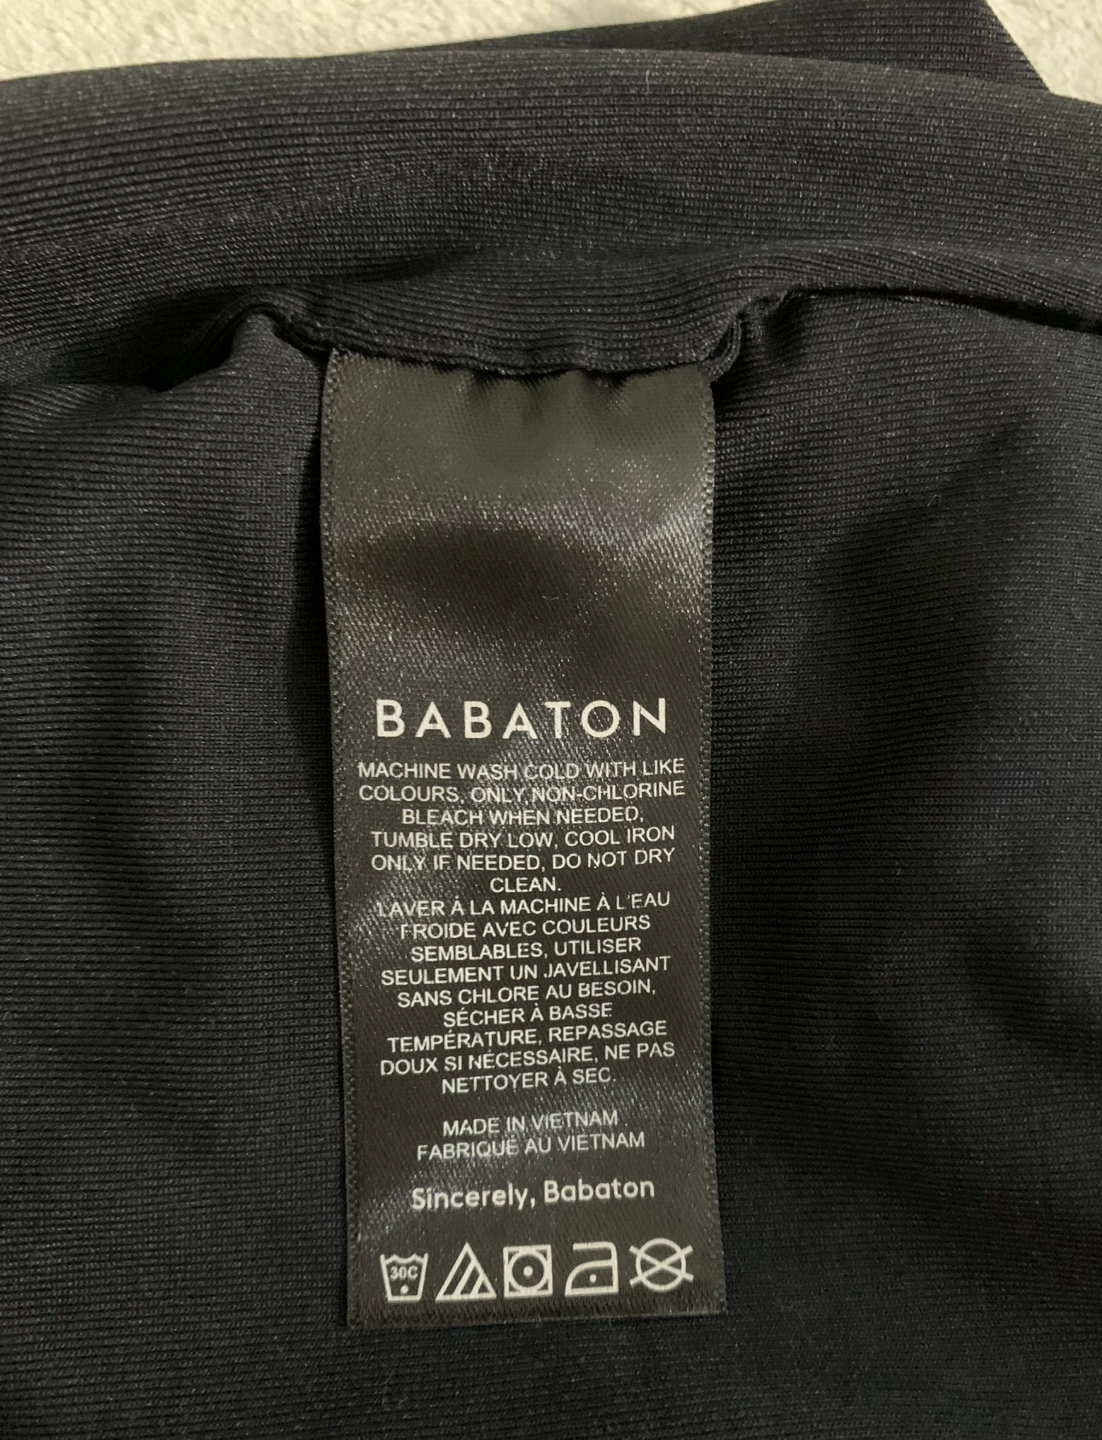 BABATON
MACHINE WASH COLD WITH LIKE
COLOURS, ONLY NON-CHLORINE
BLEACH WHEN NEEDED,
TUMBLE DRY LOW, COOL IRON
ONLY IF NEEDED, DO NOT DRY
CLEAN.
LAVER À LA MACHINE À L'EAU
FROIDE AVEC COULEURS
SEMBLABLES, UTILISER
SEULEMENT UN JAVELLISANT
SANS CHLORE AU BESOIN,
SÉCHER À BASSE
TEMPÉRATURE, REPASSAGE
DOUX SI NÉCESSAIRE, NE PAS
NETTOYER À SEC.
MADE IN VIETNAM
FABRIQUÉ AU VIETNAM
Sincerely, Babaton
30C